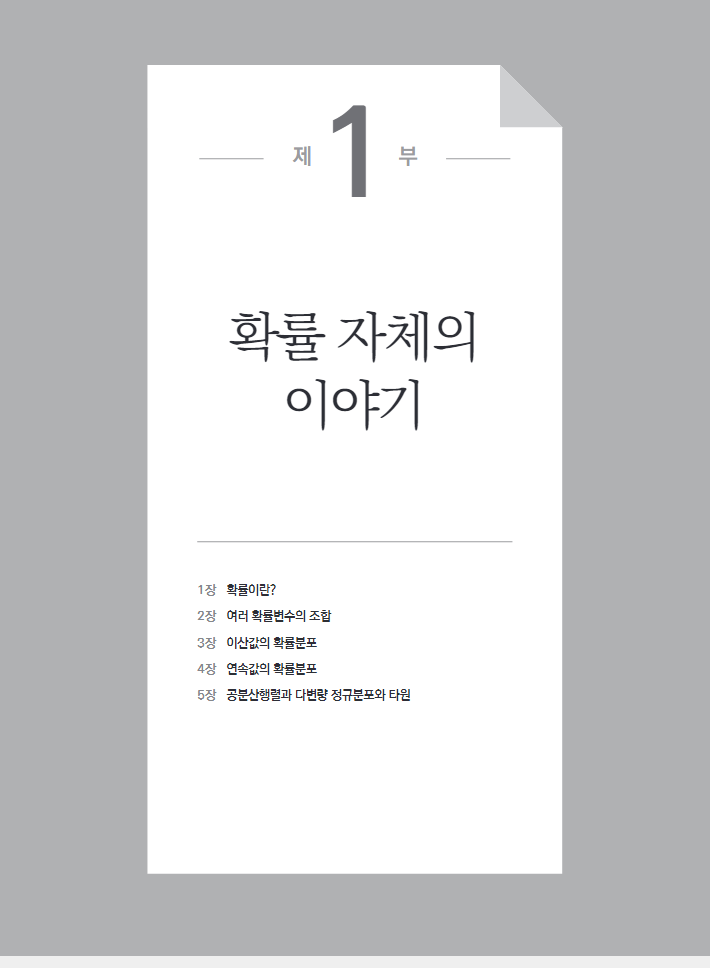 제 1 부
확률 자체의
이야기
1장 확률이란?
2장 여러 확률변수의 조합
3장 이산값의 확률분포
4장 연속값의 확률분포
5장 공분산행렬과 다변량 정규분포와 타원